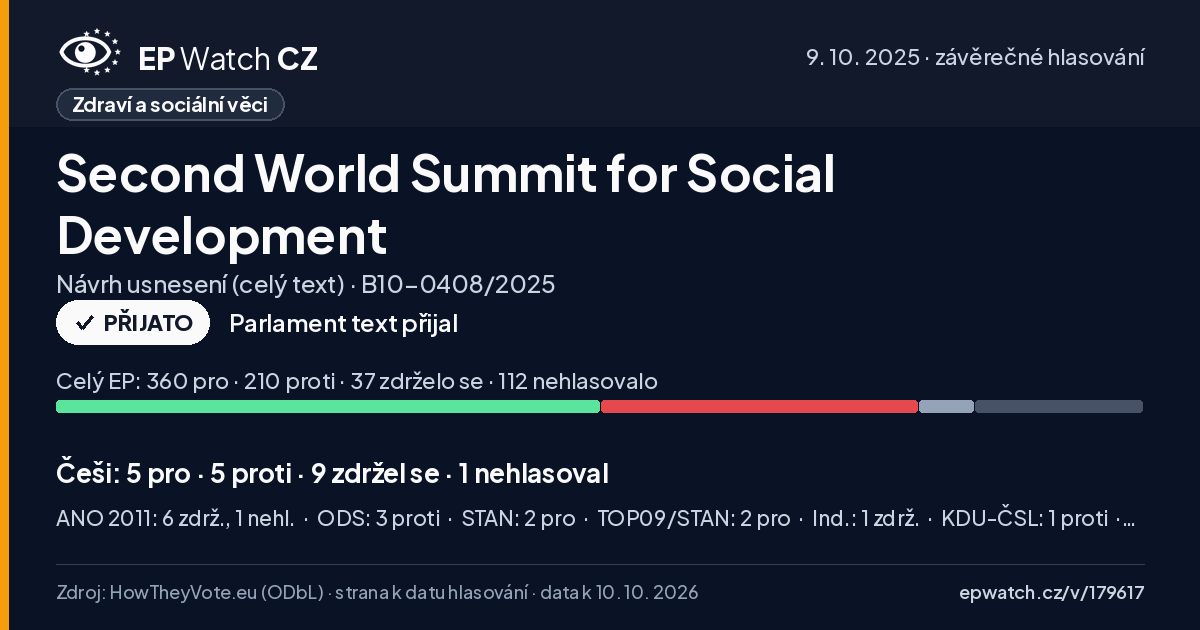 EP Watch CZ
9. 10. 2025 · závěrečné hlasování
Zdraví a sociální věci
Second World Summit for Social
Development
Návrh usnesení (celý text) · B10-0408/2025
✓ PŘIJATO Parlament text přijal
Celý EP: 360 pro · 210 proti · 37 zdrželo se · 112 nehlasovalo
Češi: 5 pro · 5 proti · 9 zdržel se · 1 nehlasoval
ANO 2011: 6 zdrž., 1 nehl. · ODS: 3 proti · STAN: 2 pro · TOP09/STAN: 2 pro · Ind.: 1 zdrž. · KDU-ČSL: 1 proti ·…
Zdroj: HowTheyVote.eu (ODbL) · strana k datu hlasování · data k 10. 10. 2026
epwatch.cz/v/179617